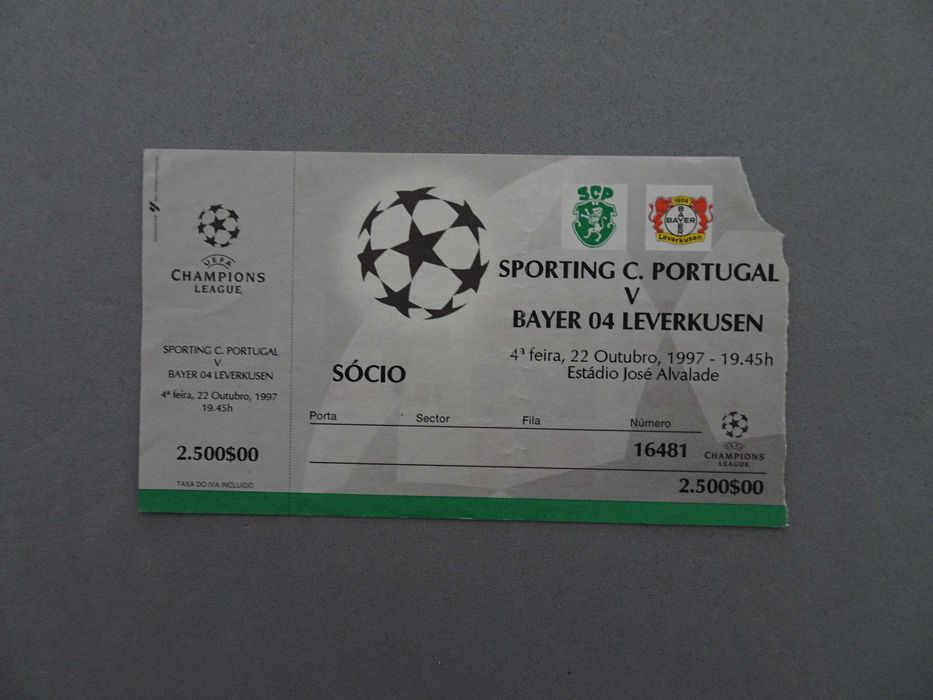 UEFA
CHAMPIONS
LEAGUE
SPORTING C. PORTUGAL
V
BAYER 04 LEVERKUSEN
4ª feira, 22 Outubro, 1997
19.45h
2.500$00
TAXA DO IVA INCLUÍDO
SCP
1904
BAYER
BAYER
Leverkusen
SPORTING C. PORTUGAL
V
BAYER 04 LEVERKUSEN
4ª feira, 22 Outubro, 1997 - 19.45h
Estádio José Alvalade
SÓCIO
Porta Sector Fila Número
16481
UEFA
CHAMPIONS
LEAGUE
2.500$00